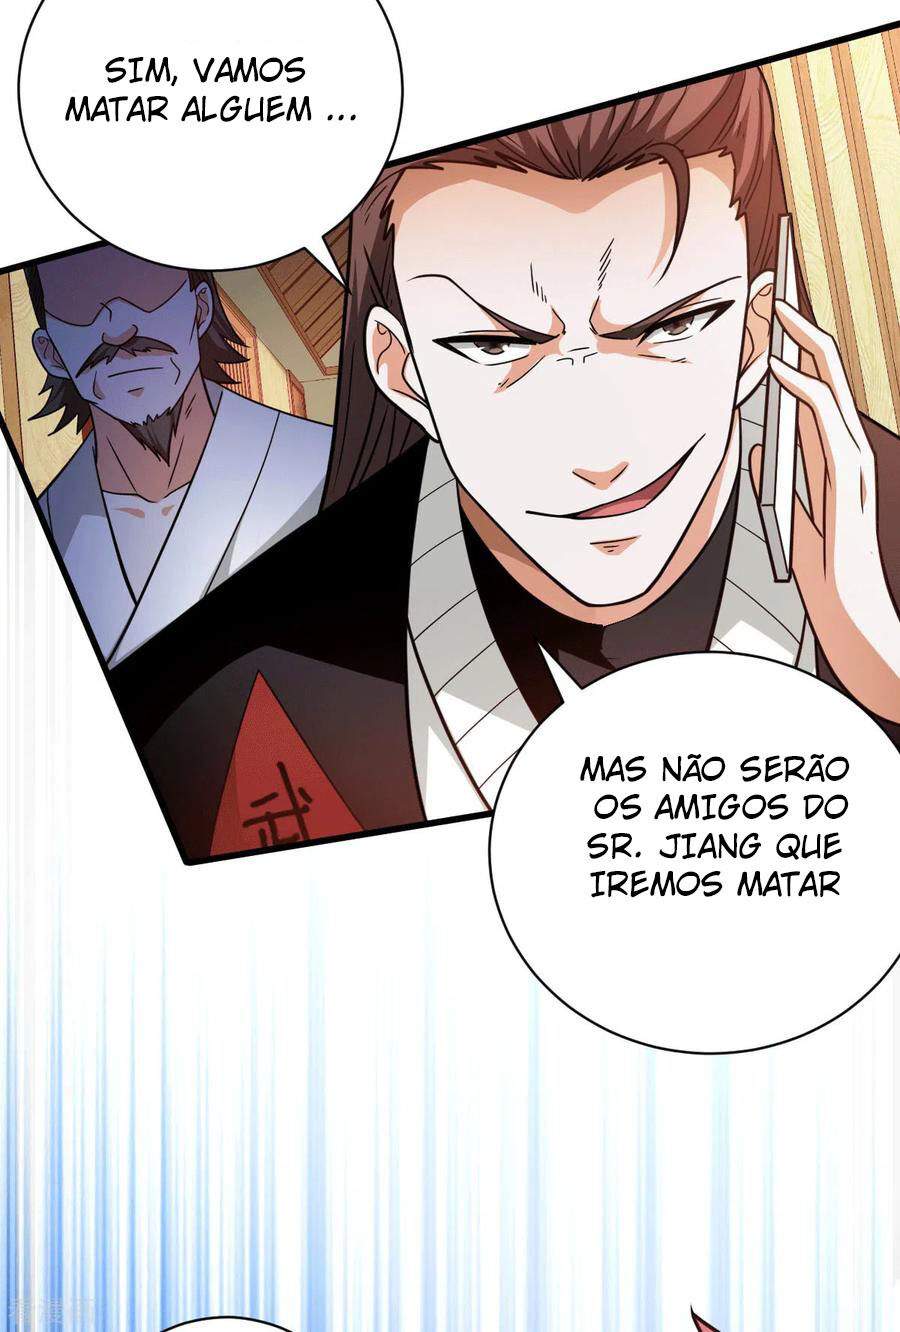 SIM, VAMOS
MATAR ALGUEM ...
武
MAS NÃO SERÃO
OS AMIGOS DO
SR. JIANG QUE
IREMOS MATAR